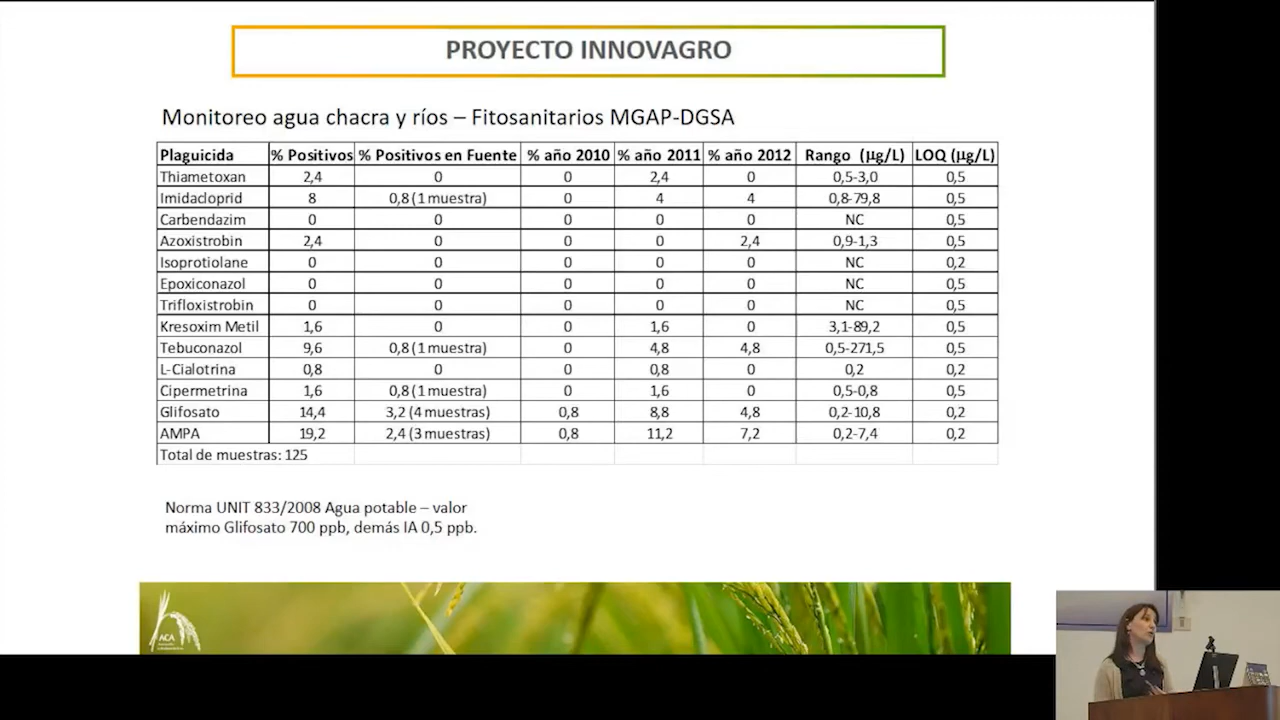 PROYECTO INNOVAGRO
Monitoreo agua chacra y ríos – Fitosanitarios MGAP-DGSA
Plaguicida % Positivos % Positivos en Fuente % año 2010 % año 2011 % año 2012 Rango (µg/L) LOQ (µg/L)
Thiametoxan 2,4 0 0 2,4 0 0,5-3,0 0,5
Imidacloprid 8 0,8 (1 muestra) 0 4 4 0,8-79,8 0,5
Carbendazim 0 0 0 0 0 NC 0,5
Azoxistrobin 2,4 0 0 0 2,4 0,9-1,3 0,5
Isoprotiolane 0 0 0 0 0 NC 0,2
Epoxiconazol 0 0 0 0 0 NC 0,5
Trifloxistrobin 0 0 0 0 0 NC 0,5
Kresoxim Metil 1,6 0 0 1,6 0 3,1-89,2 0,5
Tebuconazol 9,6 0,8 (1 muestra) 0 4,8 4,8 0,5-271,5 0,5
L-Cialotrina 0,8 0 0 0,8 0 0,2 0,2
Cipermetrina 1,6 0,8 (1 muestra) 0 1,6 0 0,5-0,8 0,5
Glifosato 14,4 3,2 (4 muestras) 0,8 8,8 4,8 0,2-10,8 0,2
AMPA 19,2 2,4 (3 muestras) 0,8 11,2 7,2 0,2-7,4 0,2
Total de muestras: 125
Norma UNIT 833/2008 Agua potable – valor
máximo Glifosato 700 ppb, demás IA 0,5 ppb.
ACA